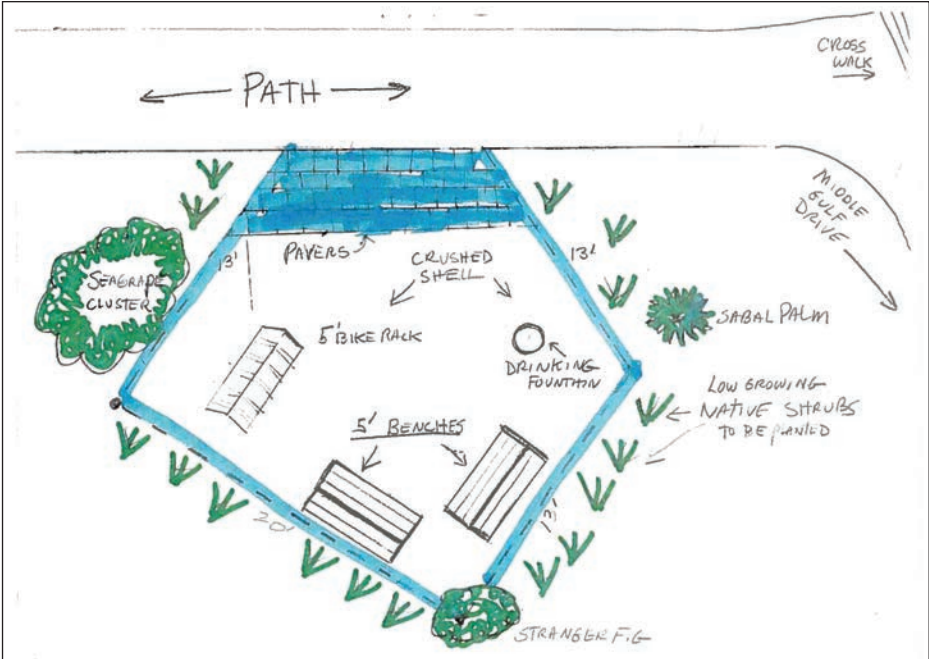 CROSS
WALK
PATH
MIDDLE
GULF
DRIVE
13'
PAVERS
CRUSHED
SHELL
13'
SEAGRAPE
CLUSTER
5' BIKE RACK
SABAL PALM
DRINKING
FOUNTAIN
LOW GROWING
NATIVE SHRUBS
TO BE PLANTED
5' BENCHES
20'
13'
STRANGER FIG